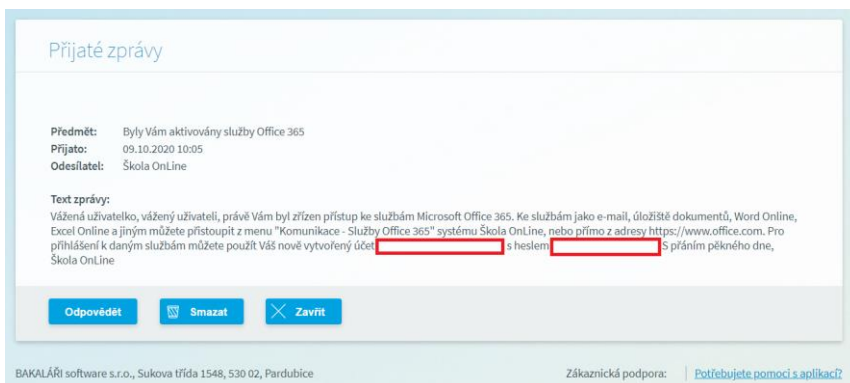 Přijaté zprávy
Předmět: Byly Vám aktivovány služby Office 365
Přijato: 09.10.2020 10:05
Odesílatel: Škola OnLine
Text zprávy:
Vážená uživatelko, vážený uživateli, právě Vám byl zřízen přístup ke službám Microsoft Office 365. Ke službám jako e-mail, úložiště dokumentů, Word Online,
Excel Online a jiným můžete přistoupit z menu "Komunikace - Služby Office 365" systému Škola OnLine, nebo přímo z adresy https://www.office.com. Pro
přihlášení k daným službám můžete použít Váš nově vytvořený účet s heslem S přáním pěkného dne,
Škola OnLine
Odpovědět Smazat Zavřít
BAKALÁŘI software s.r.o., Sukova třída 1548, 530 02, Pardubice Zákaznická podpora: Potřebujete pomoci s aplikací?